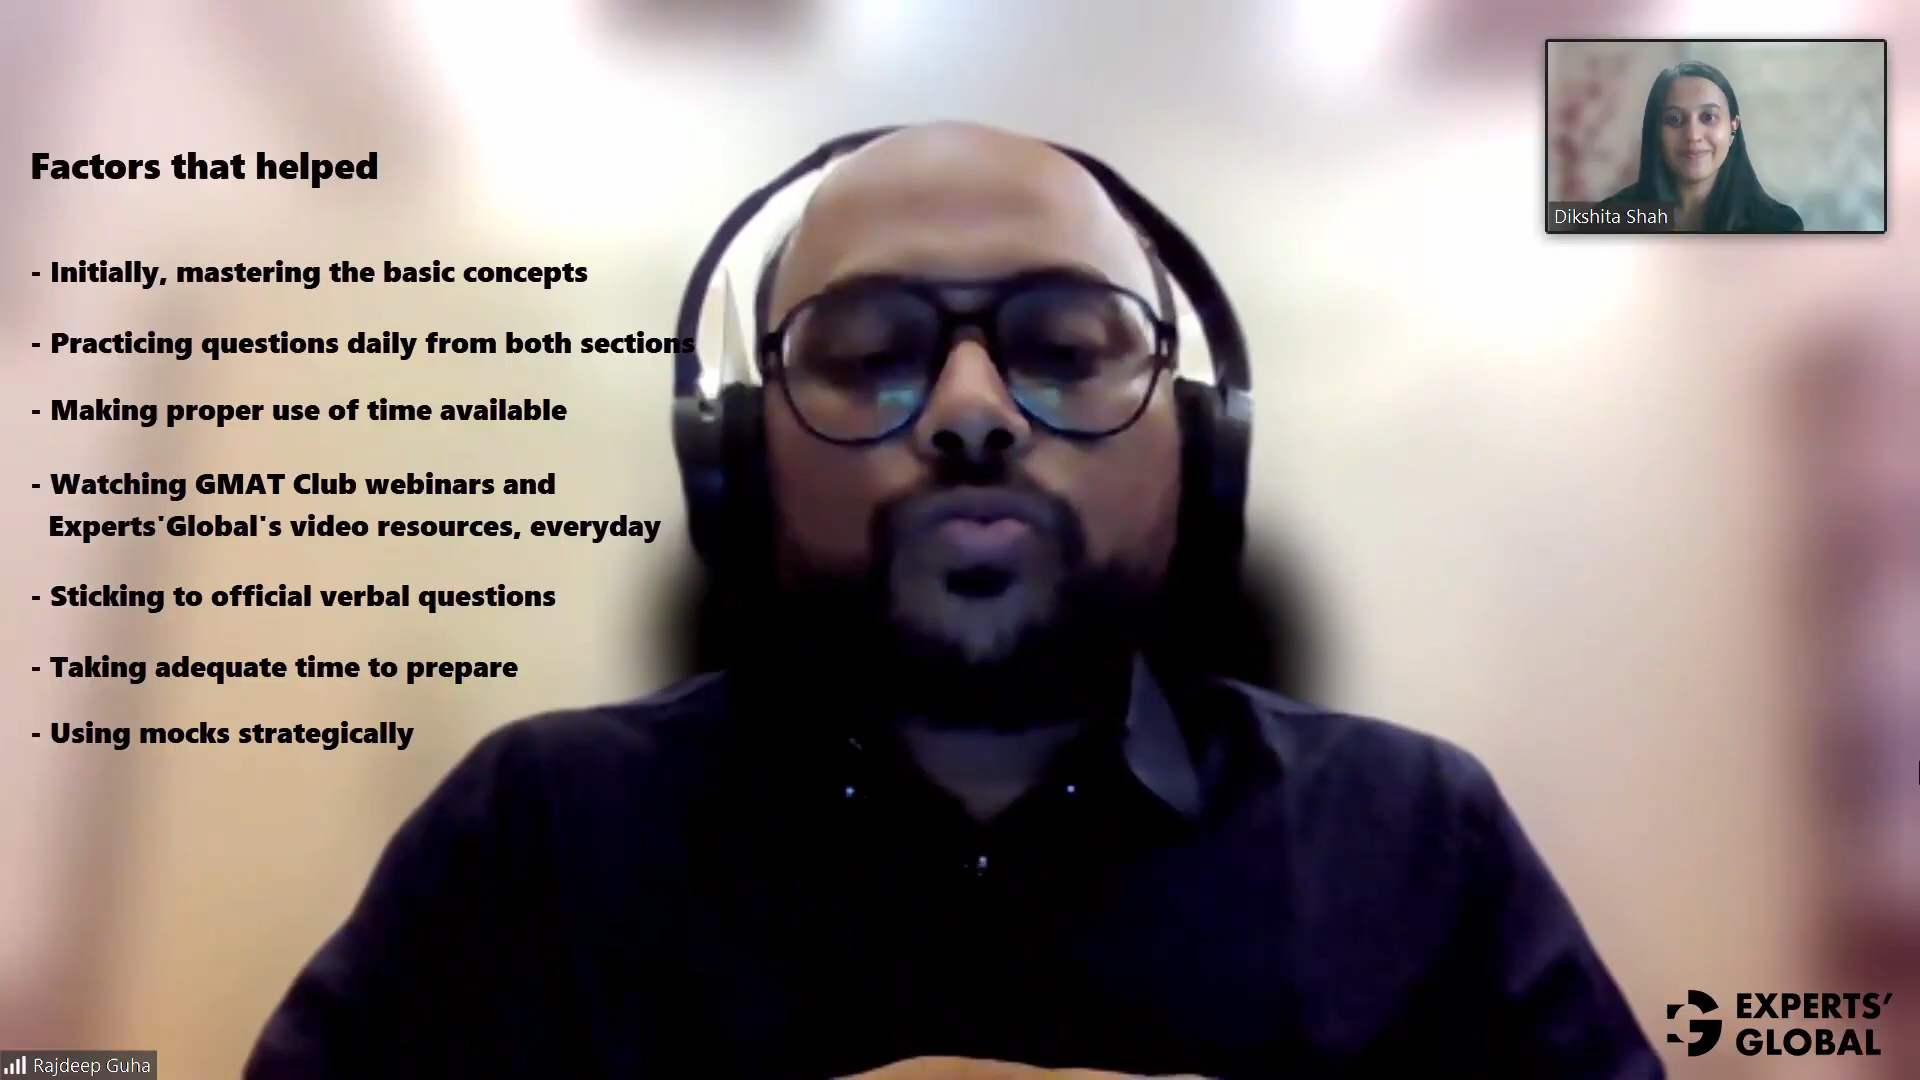 Factors that helped
- Initially, mastering the basic concepts
- Practicing questions daily from both sections
- Making proper use of time available
- Watching GMAT Club webinars and
Experts'Global's video resources, everyday
- Sticking to official verbal questions
- Taking adequate time to prepare
- Using mocks strategically
Dikshita Shah
Rajdeep Guha
EXPERTS'
GLOBAL